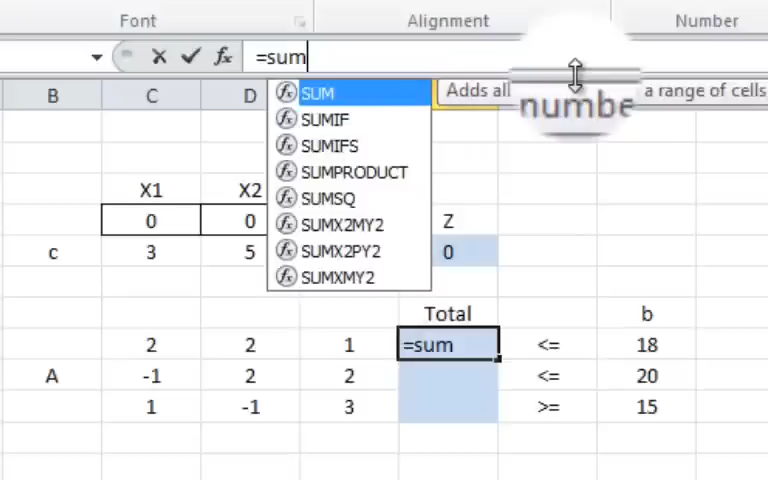 Font Alignment Number
=sum
B C D
SUM
Adds all numbe a range of cells
SUMIF
SUMIFS
SUMPRODUCT
SUMSQ
SUMX2MY2
SUMX2PY2
SUMXMY2
X1 X2
0 0 Z
c 3 5 0
Total b
2 2 1 =sum <= 18
A -1 2 2 <= 20
1 -1 3 >= 15